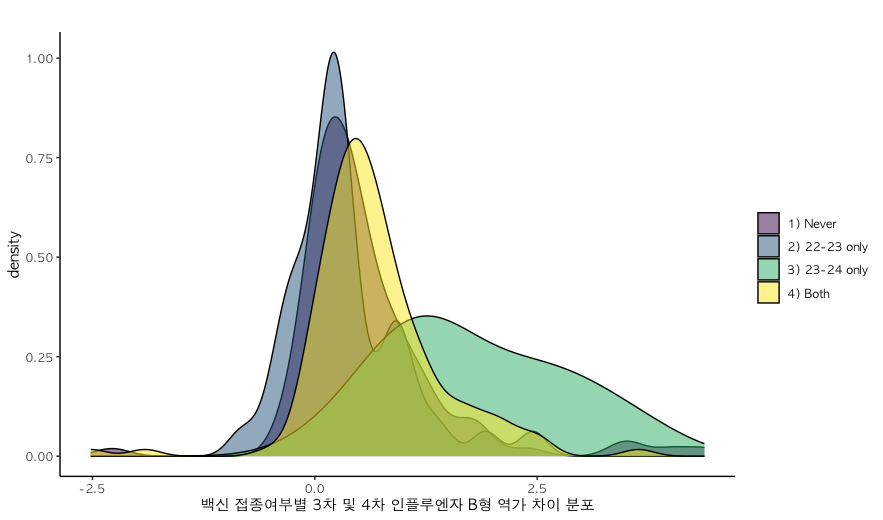 1.00
0.75
0.50
0.25
0.00
density
-2.5
0.0
2.5
백신 접종여부별 3차 및 4차 인플루엔자 B형 역가 차이 분포
1) Never
2) 22-23 only
3) 23-24 only
4) Both